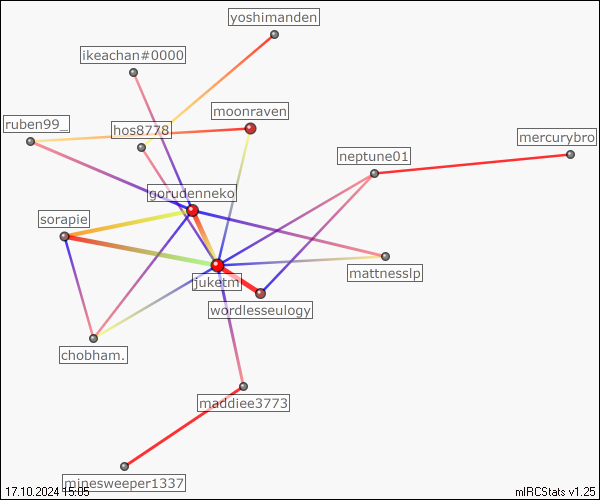 yoshimanden
ikeachan#0000
moonraven
ruben99_
hos8778
mercurybro
neptune01
gorudenneko
sorapie
mattnesslp
juketm
wordlesseulogy
chobham.
maddiee3773
minesweeper1337
17.10.2024 15:05
mIRCStats v1.25